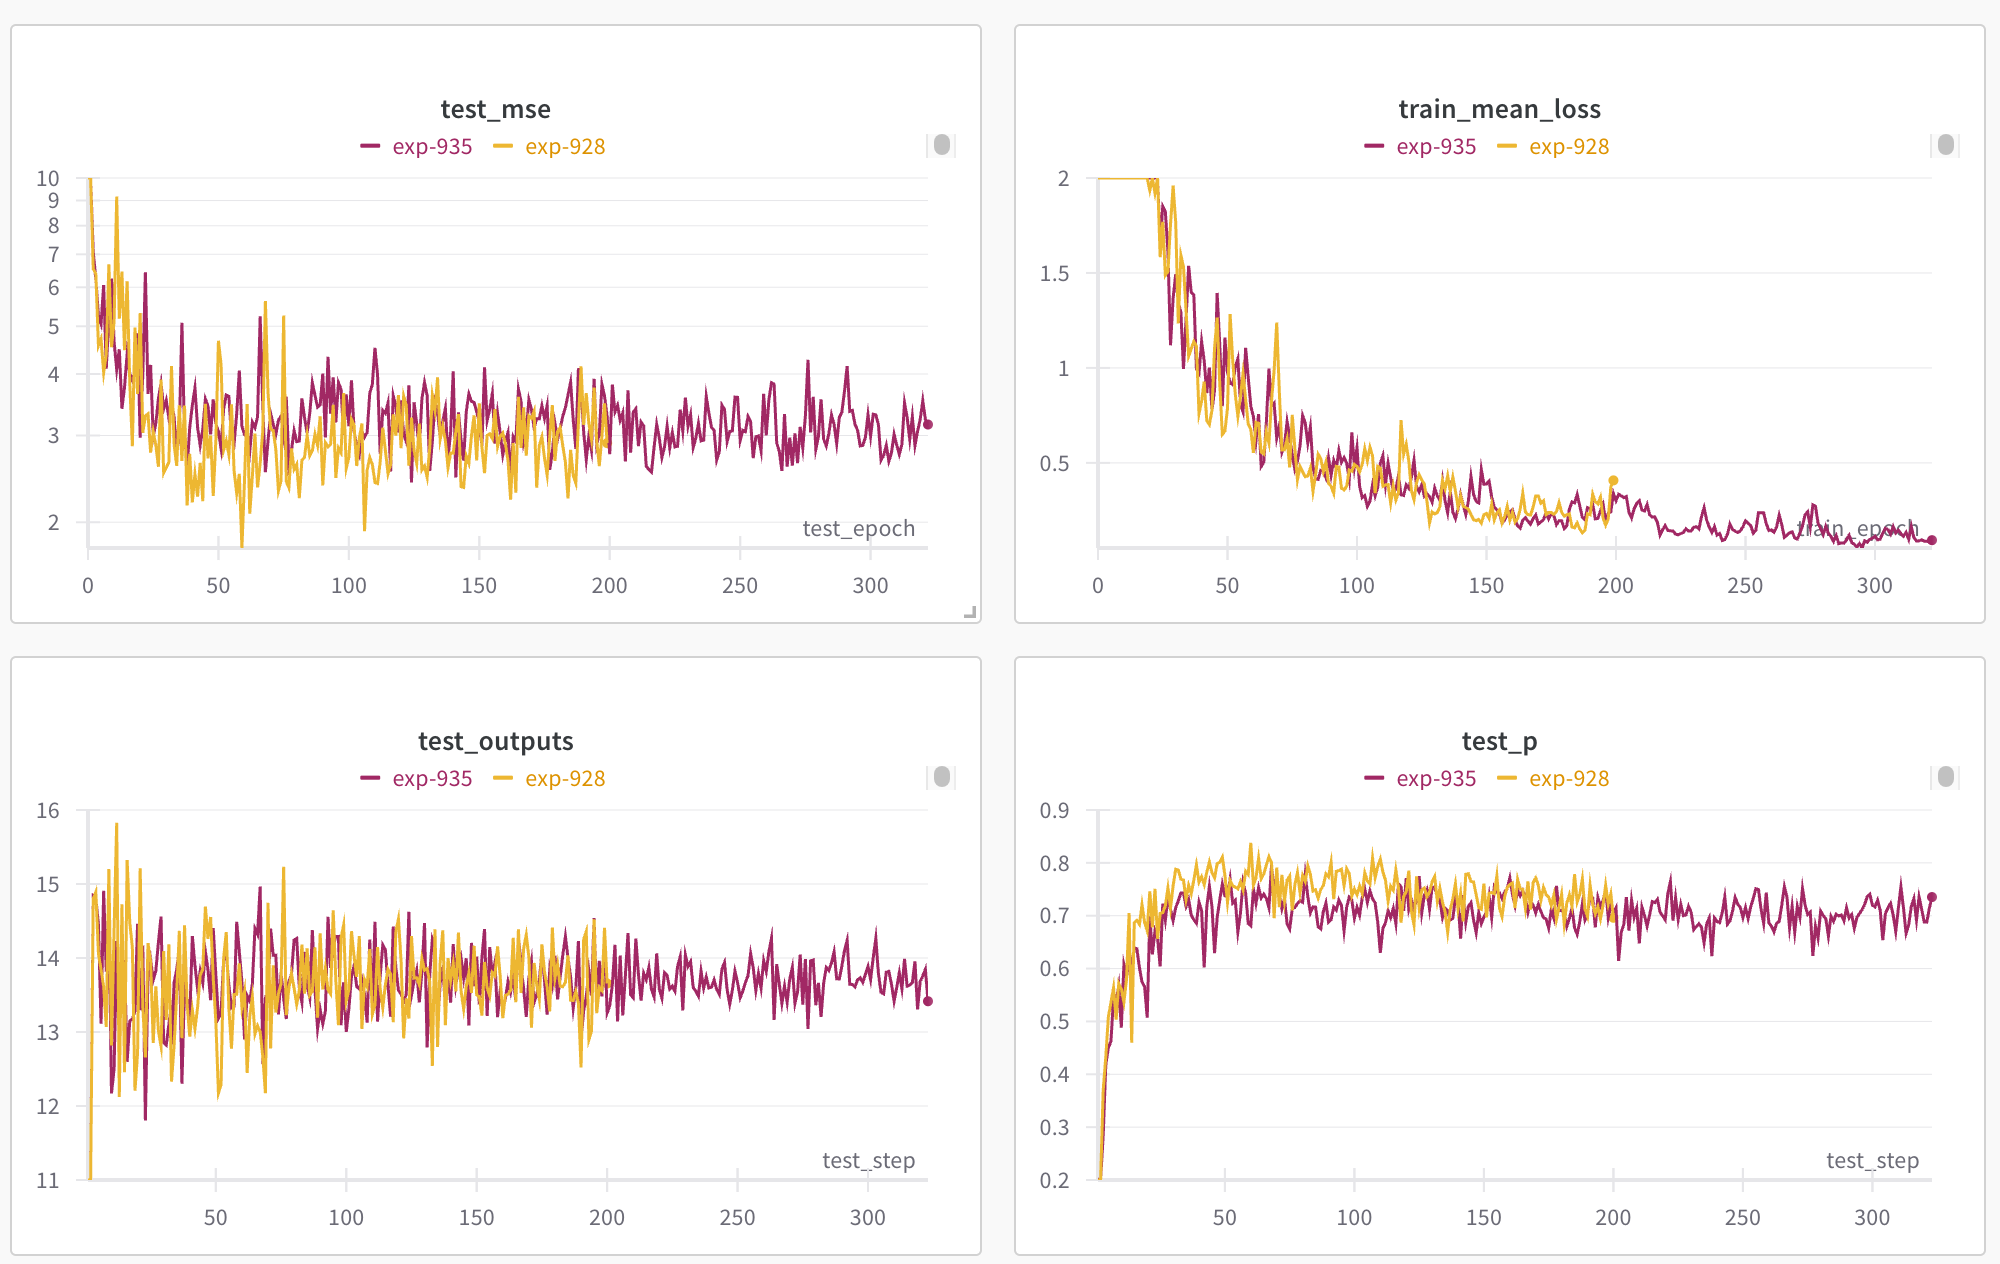 test_mse
exp-935 exp-928
10
9
8
7
6
5
4
3
2
test_epoch
0 50 100 150 200 250 300
train_mean_loss
exp-935 exp-928
2
1.5
1
0.5
train_epoch
0 50 100 150 200 250 300
test_outputs
exp-935 exp-928
16
15
14
13
12
11
test_step
50 100 150 200 250 300
test_p
exp-935 exp-928
0.9
0.8
0.7
0.6
0.5
0.4
0.3
0.2
test_step
50 100 150 200 250 300